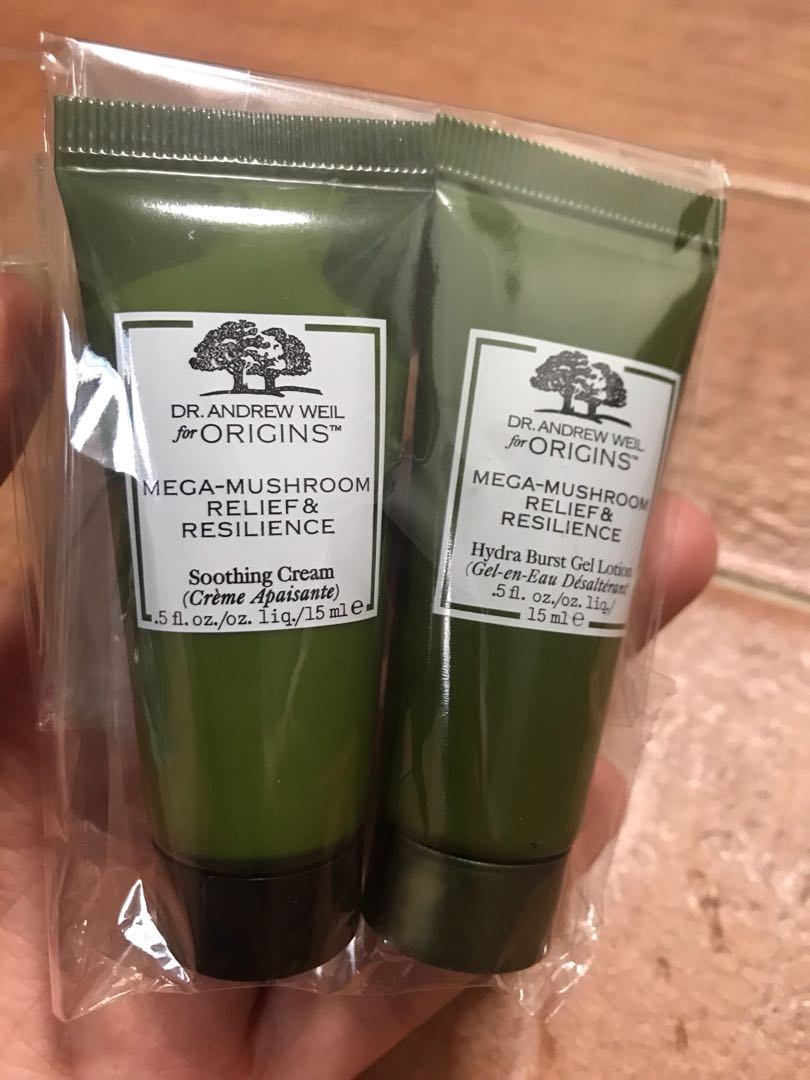 DR. ANDREW WEIL
for ORIGINS™
MEGA-MUSHROOM
RELIEF &
RESILIENCE
Soothing Cream
(Crème Apaisante)
.5 fl. oz./oz. liq./15 ml ℮
DR. ANDREW WEIL
for ORIGINS™
MEGA-MUSHROOM
RELIEF &
RESILIENCE
Hydra Burst Gel Lotion
(Gel-en-Eau Désaltérant
.5 fl. oz./oz. liq./
15 ml ℮